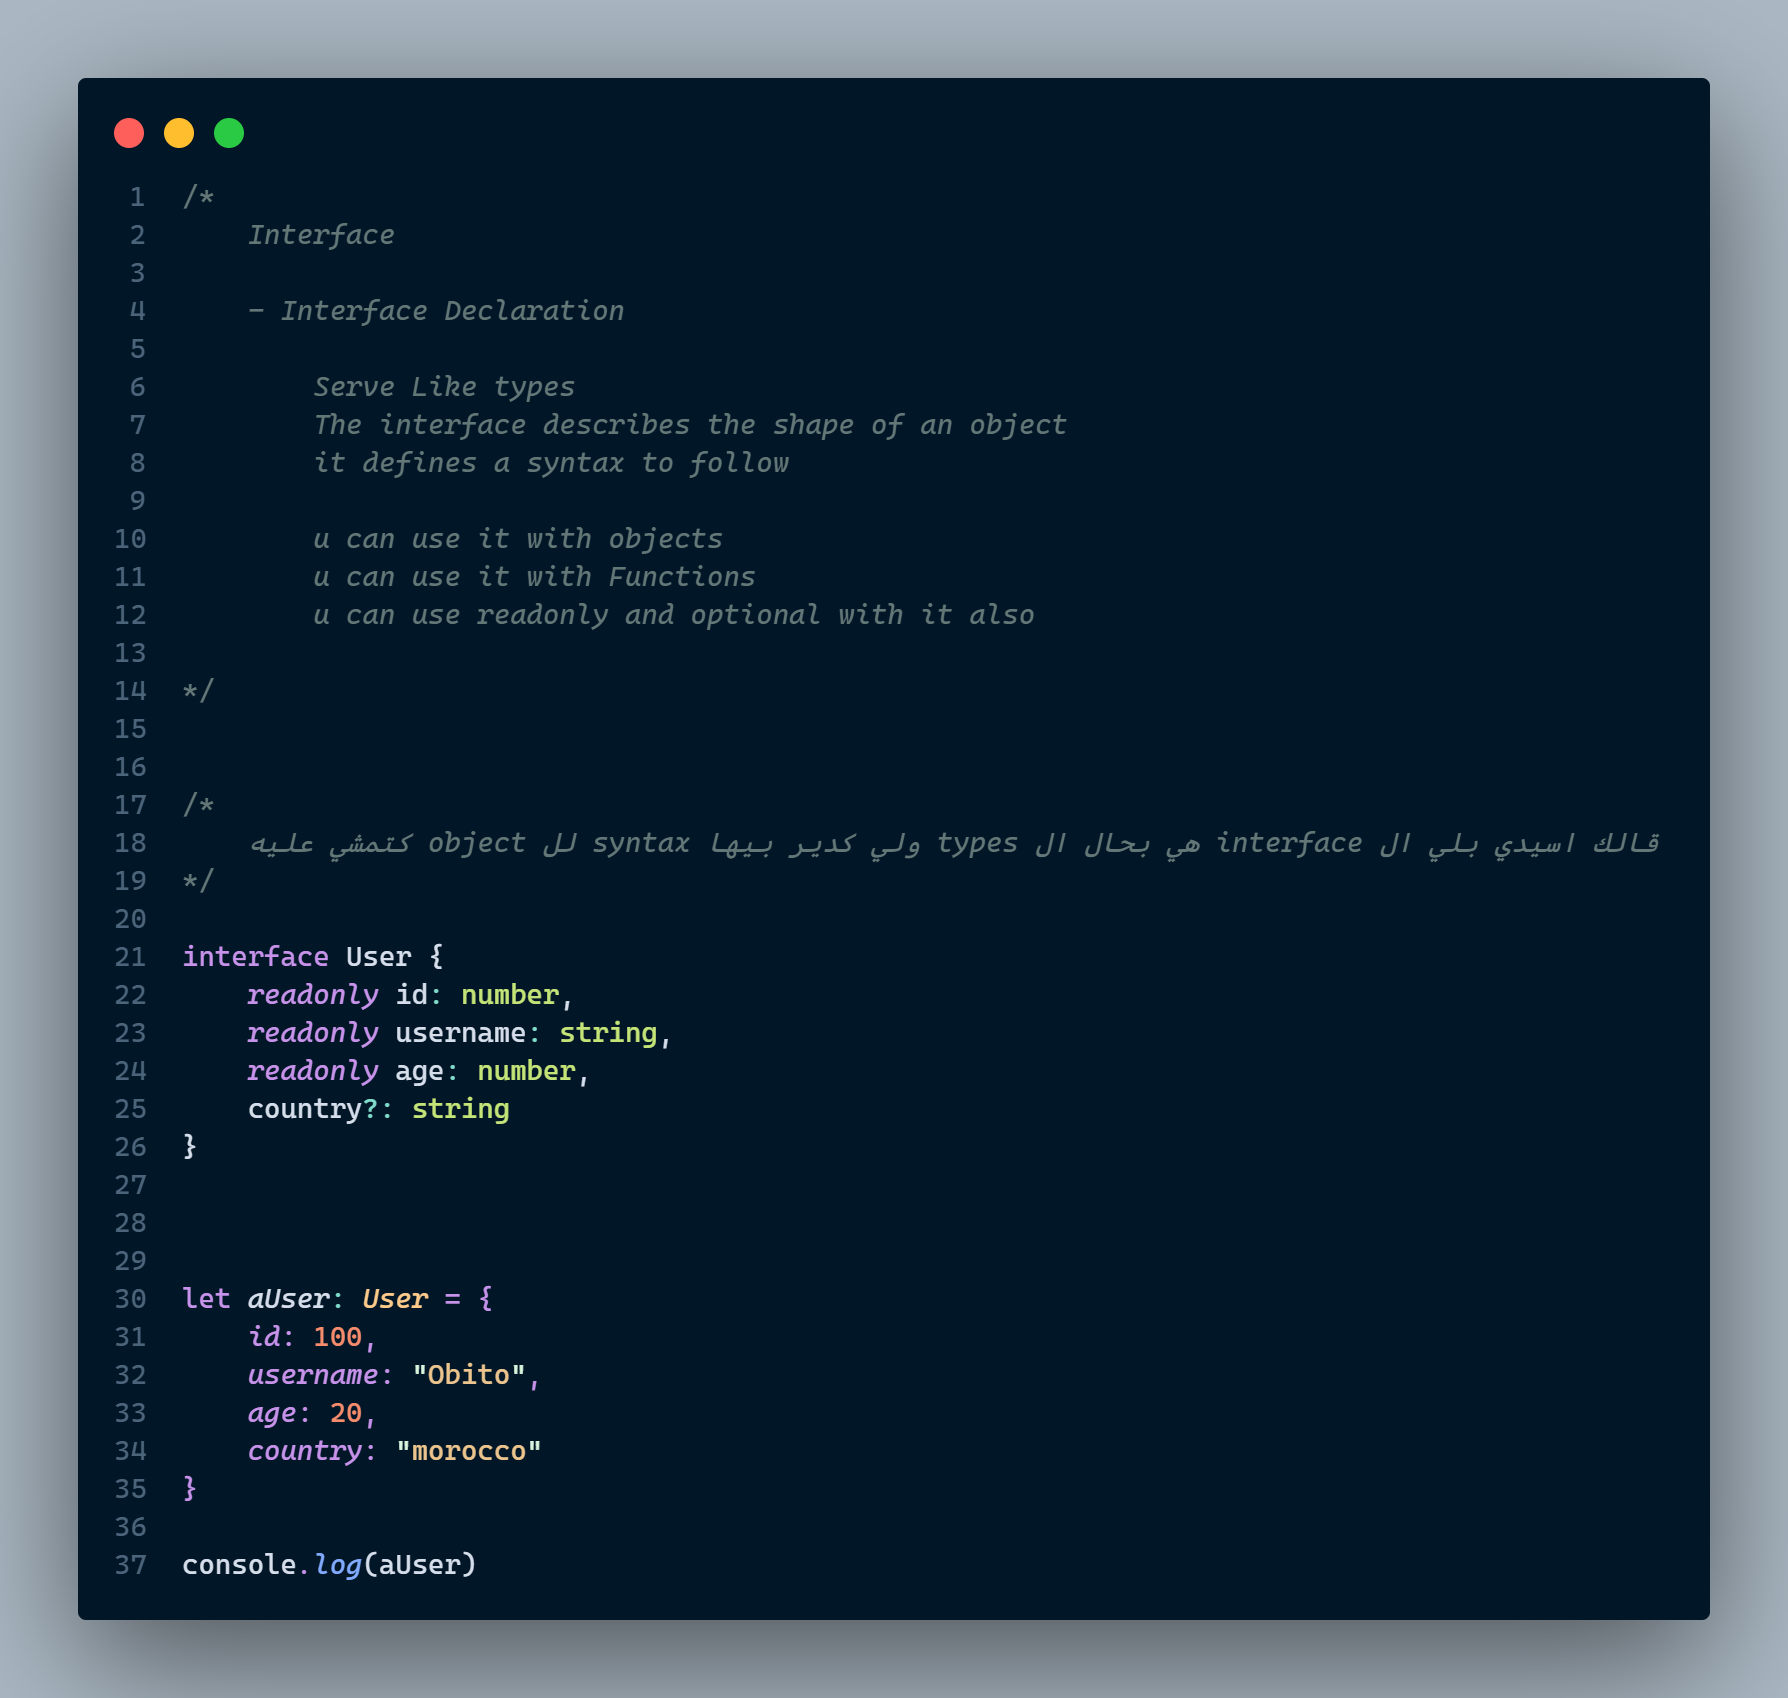 1 /*
2 Interface
3
4 - Interface Declaration
5
6 Serve Like types
7 The interface describes the shape of an object
8 it defines a syntax to follow
9
10 u can use it with objects
11 u can use it with Functions
12 u can use readonly and optional with it also
13
14 */
15
16
17 /*
18 قالك اسيدي بلي ال interface هي بحال ال types ولي كدير بيها syntax لل object كتمشي عليه
19 */
20
21 interface User {
22 readonly id: number,
23 readonly username: string,
24 readonly age: number,
25 country?: string
26 }
27
28
29
30 let aUser: User = {
31 id: 100,
32 username: "Obito",
33 age: 20,
34 country: "morocco"
35 }
36
37 console.log(aUser)